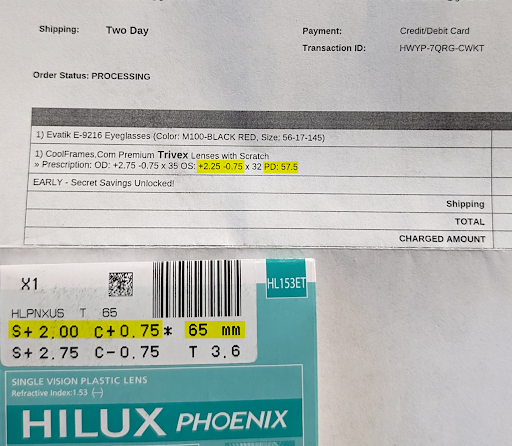 Shipping: Two Day
Payment: Credit/Debit Card
Transaction ID: HWYP-7QRG-CWKT
Order Status: PROCESSING
1) Evatik E-9216 Eyeglasses (Color: M100-BLACK RED, Size: 56-17-145)
1) CoolFrames.Com Premium Trivex Lenses with Scratch
» Prescription: OD: +2.75 -0.75 x 35 OS: +2.25 -0.75 x 32 PD: 57.5
EARLY - Secret Savings Unlocked!
Shipping
TOTAL
CHARGED AMOUNT
X1
HL153ET
HLPNXUS T 65
S+ 2.00 C+0.75* 65 mm
S+ 2.75 C-0.75 T 3.6
SINGLE VISION PLASTIC LENS
Refractive index:1.53 (–)
HILUX PHOENIX